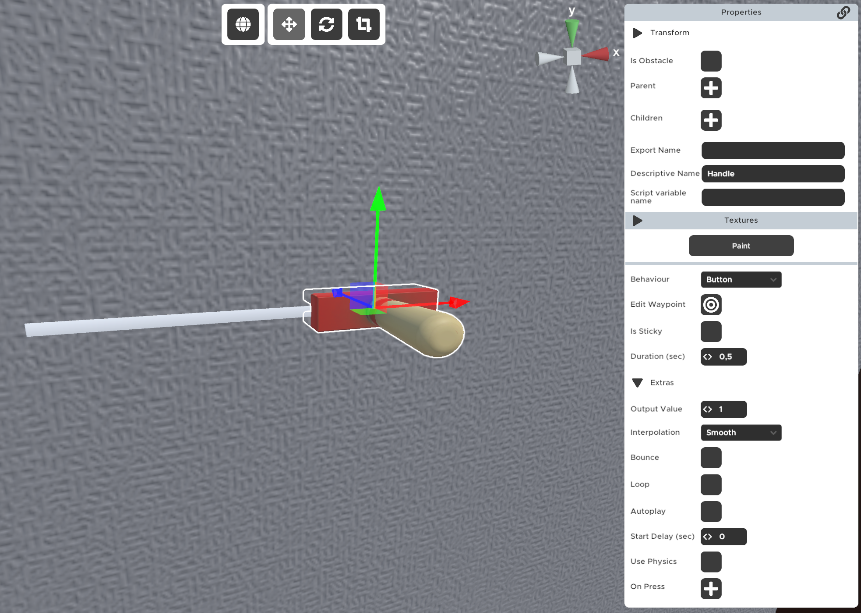 Properties
y
x
Transform
Is Obstacle
Parent
Children
Export Name
Descriptive Name Handle
Script variable
name
Textures
Paint
Behaviour Button
Edit Waypoint
Is Sticky
Duration (sec) <> 0,5
Extras
Output Value <> 1
Interpolation Smooth
Bounce
Loop
Autoplay
Start Delay (sec) <> 0
Use Physics
On Press